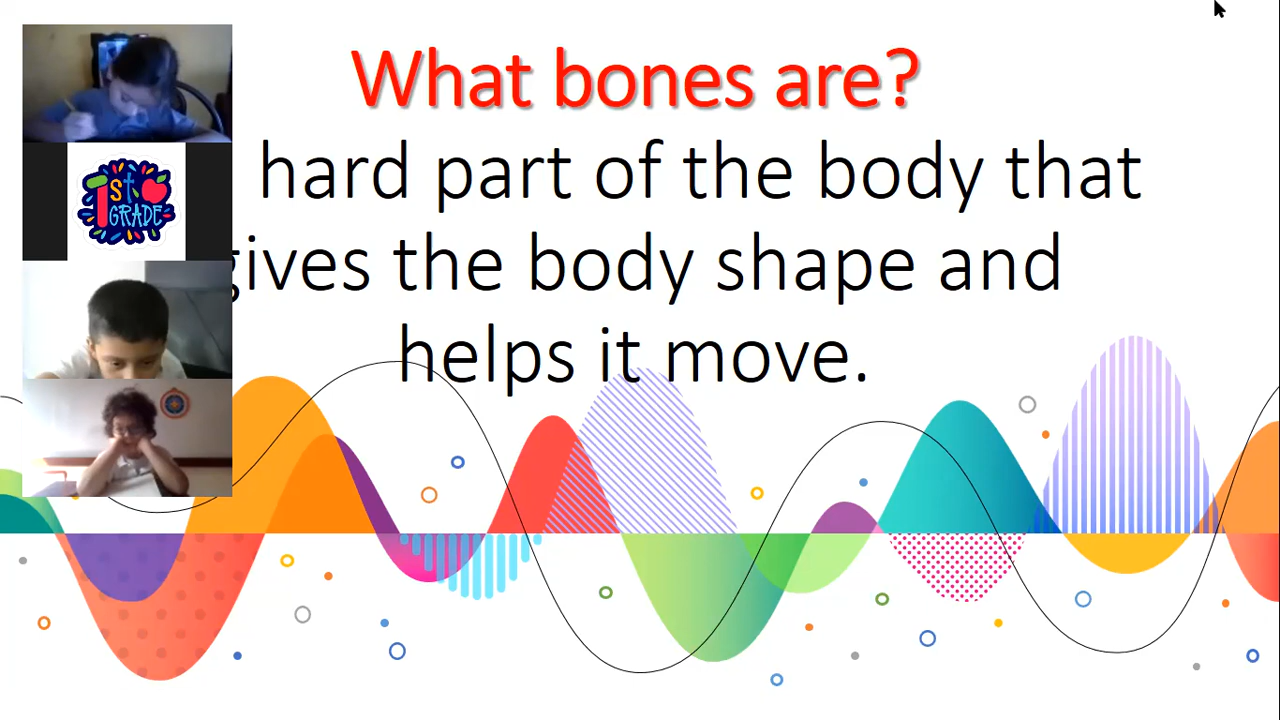 What bones are?
hard part of the body that
gives the body shape and
helps it move.
1st
GRADE